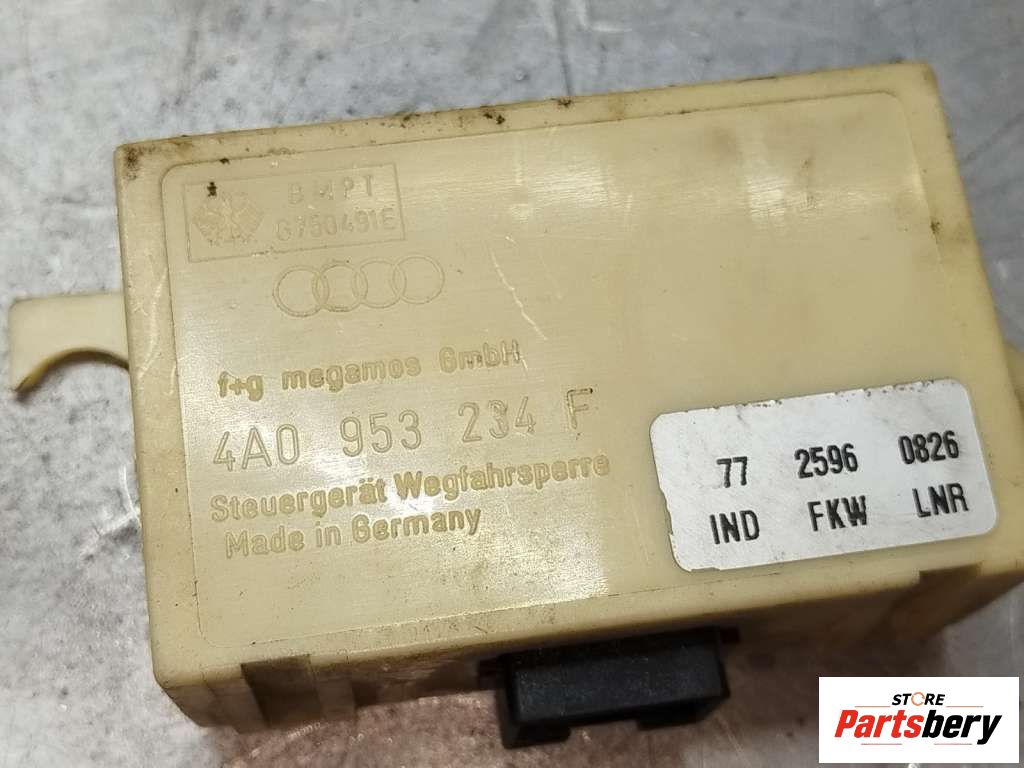 BMPT
G750491E
f+g megamos GmbH
4A0 953 234 F
Steuergerät Wegfahrsperre
Made in Germany
77 2596 0826
IND FKW LNR
STORE
Partsbery